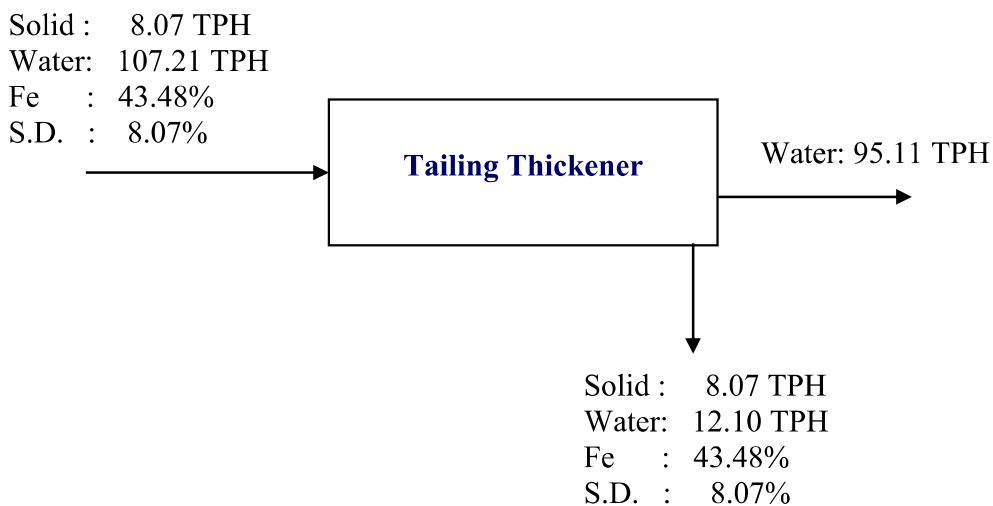 Solid : 8.07 TPH
Water: 107.21 TPH
Fe : 43.48%
S.D. : 8.07%
Tailing Thickener
Water: 95.11 TPH
Solid : 8.07 TPH
Water: 12.10 TPH
Fe : 43.48%
S.D. : 8.07%